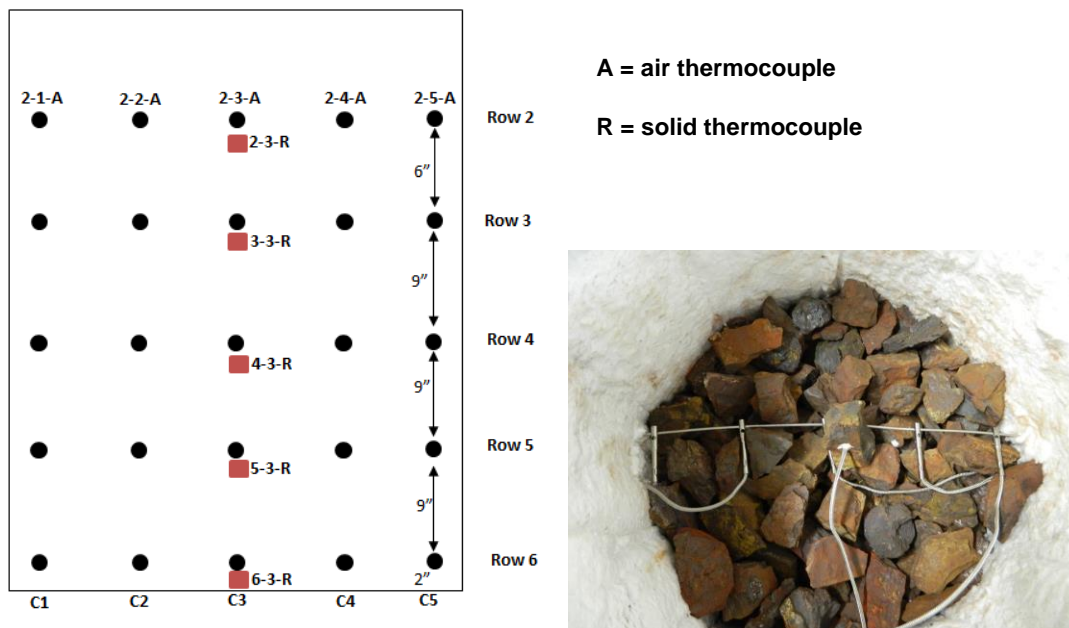 A = air thermocouple
R = solid thermocouple
2-1-A 2-2-A 2-3-A 2-4-A 2-5-A
Row 2
2-3-R
6”
Row 3
3-3-R
9”
Row 4
4-3-R
9”
Row 5
5-3-R
9”
Row 6
6-3-R
2”
C1 C2 C3 C4 C5